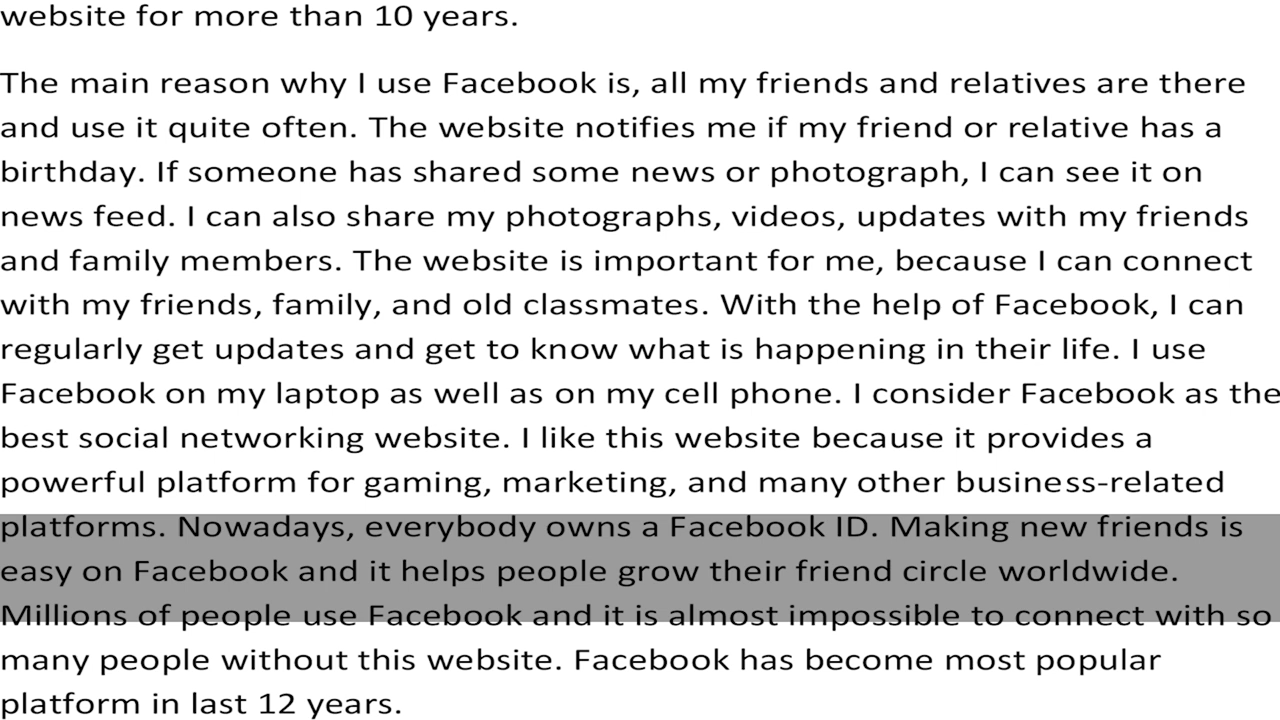 website for more than 10 years.
The main reason why I use Facebook is, all my friends and relatives are there
and use it quite often. The website notifies me if my friend or relative has a
birthday. If someone has shared some news or photograph, I can see it on
news feed. I can also share my photographs, videos, updates with my friends
and family members. The website is important for me, because I can connect
with my friends, family, and old classmates. With the help of Facebook, I can
regularly get updates and get to know what is happening in their life. I use
Facebook on my laptop as well as on my cell phone. I consider Facebook as the
best social networking website. I like this website because it provides a
powerful platform for gaming, marketing, and many other business-related
platforms. Nowadays, everybody owns a Facebook ID. Making new friends is
easy on Facebook and it helps people grow their friend circle worldwide.
Millions of people use Facebook and it is almost impossible to connect with so
many people without this website. Facebook has become most popular
platform in last 12 years.